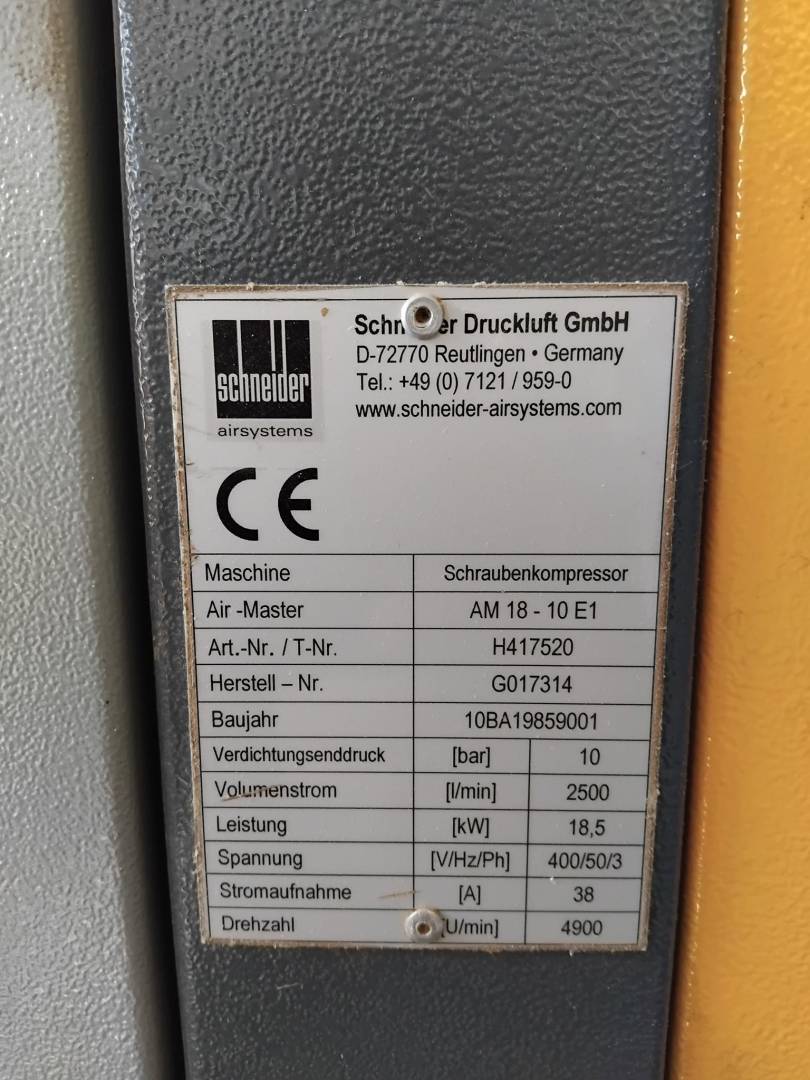 schneider
airsystems
Schn er Druckluft GmbH
D-72770 Reutlingen • Germany
Tel.: +49 (0) 7121 / 959-0
www.schneider-airsystems.com
CE
Maschine Schraubenkompressor
Air -Master AM 18 - 10 E1
Art.-Nr. / T-Nr. H417520
Herstell – Nr. G017314
Baujahr 10BA19859001
Verdichtungsenddruck [bar] 10
Volumenstrom [l/min] 2500
Leistung [kW] 18,5
Spannung [V/Hz/Ph] 400/50/3
Stromaufnahme [A] 38
Drehzahl [U/min] 4900